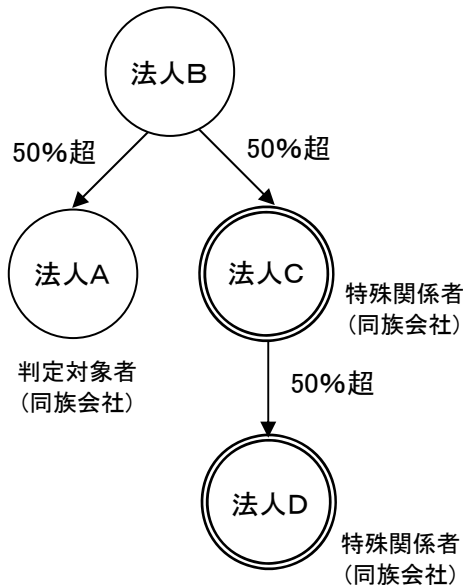 法人B
50%超
50%超
法人A
法人C
特殊関係者
(同族会社)
判定対象者
(同族会社)
50%超
法人D
特殊関係者
(同族会社)